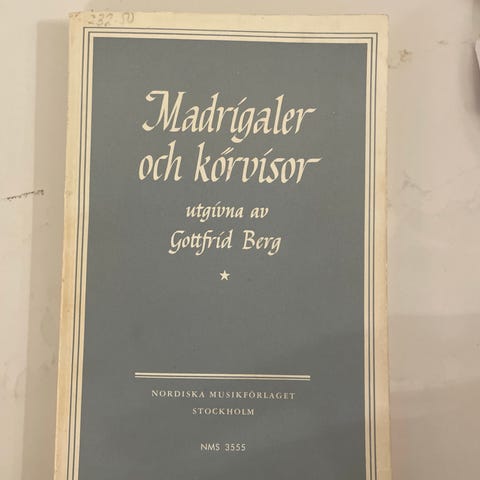 Madrigaler
och körvisor
utgivna av
Gottfrid Berg
NORDISKA MUSIKFÖRLAGET
STOCKHOLM
NMS 3555